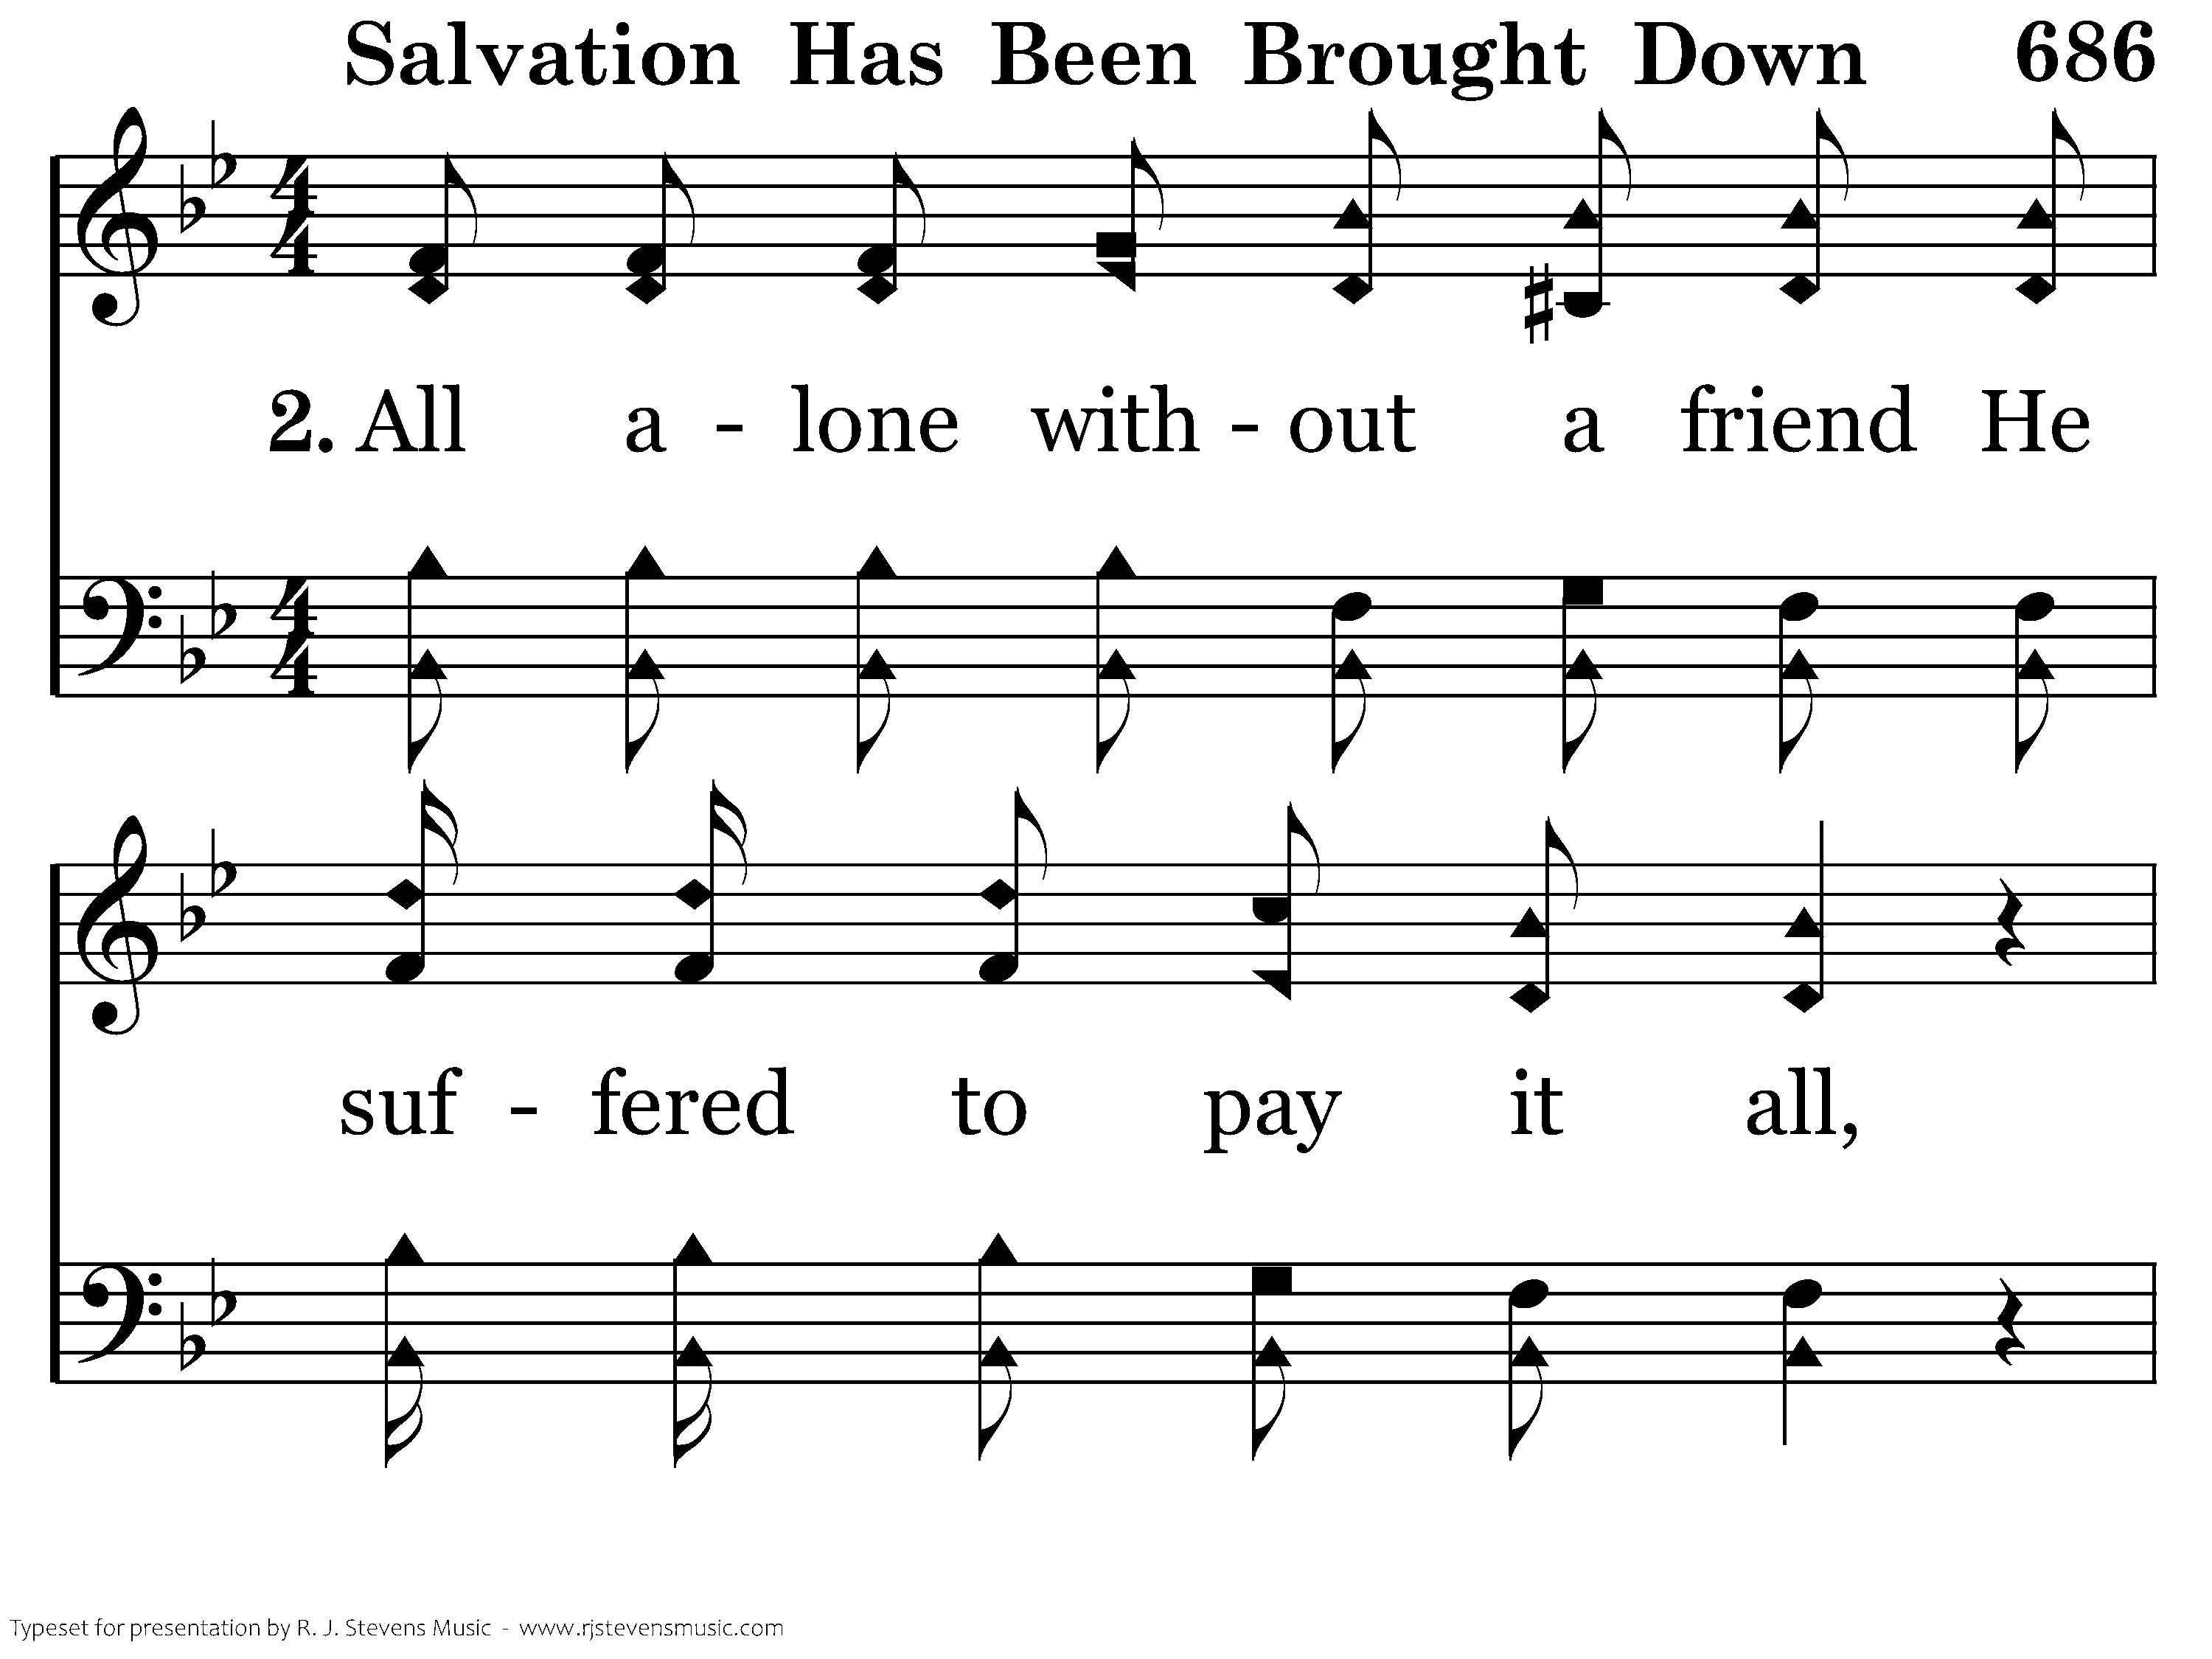 Salvation Has Been Brought Down 686
2. All a - lone with - out a friend He
suf - fered to pay it all,
Typeset for presentation by R. J. Stevens Music - www.rjstevensmusic.com